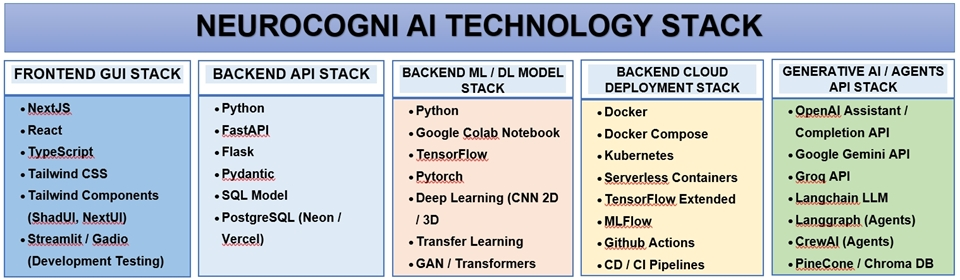 NEUROCOGNI AI TECHNOLOGY STACK
FRONTEND GUI STACK
• NextJS
• React
• TypeScript
• Tailwind CSS
• Tailwind Components
(ShadUI, NextUI)
• Streamlit / Gadio
(Development Testing)
BACKEND API STACK
• Python
• FastAPI
• Flask
• Pydantic
• SQL Model
• PostgreSQL (Neon /
Vercel)
BACKEND ML / DL MODEL
STACK
• Python
• Google Colab Notebook
• TensorFlow
• Pytorch
• Deep Learning (CNN 2D
/ 3D
• Transfer Learning
• GAN / Transformers
BACKEND CLOUD
DEPLOYMENT STACK
• Docker
• Docker Compose
• Kubernetes
• Serverless Containers
• TensorFlow Extended
• MLFlow
• Github Actions
• CD / CI Pipelines
GENERATIVE AI / AGENTS
API STACK
• OpenAI Assistant /
Completion API
• Google Gemini API
• Groq API
• Langchain LLM
• Langgraph (Agents)
• CrewAI (Agents)
• PineCone / Chroma DB